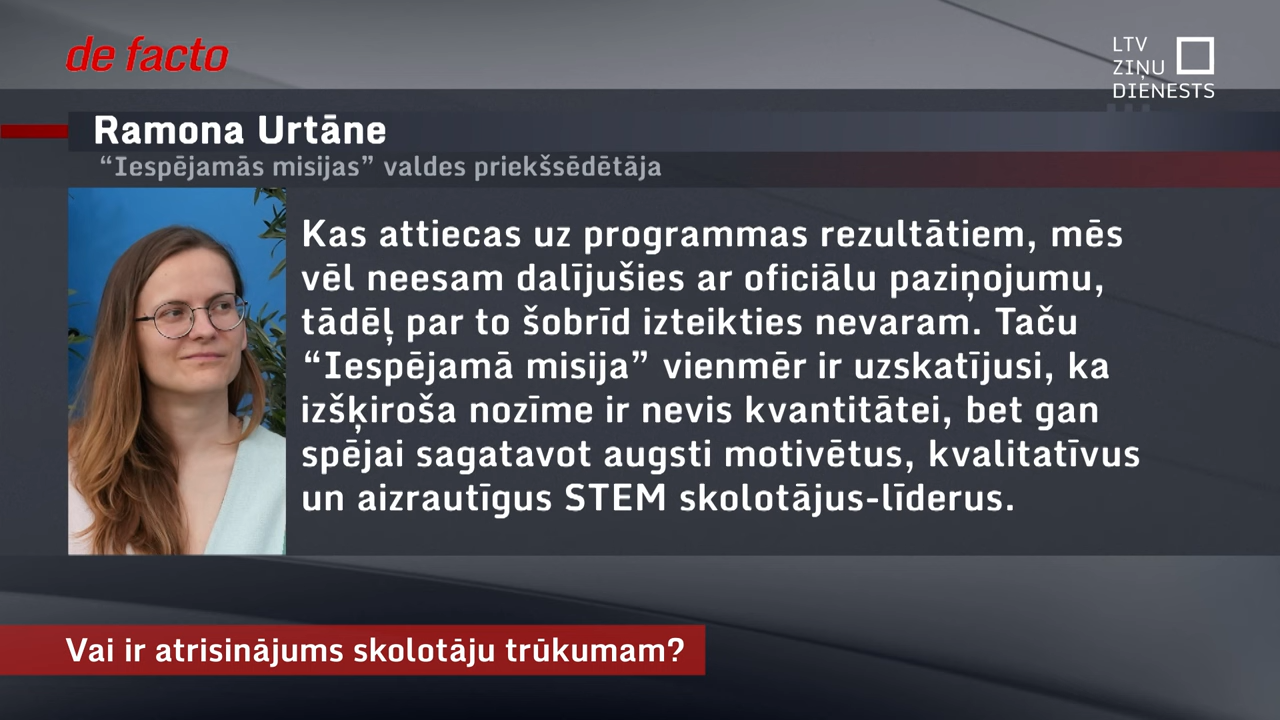 de facto
LTV
ZIŅU
DIENESTS
Ramona Urtāne
“Iespējamās misijas” valdes priekšsēdētāja
Kas attiecas uz programmas rezultātiem, mēs
vēl neesam dalījušies ar oficiālu paziņojumu,
tādēļ par to šobrīd izteikties nevaram. Taču
“Iespējamā misija” vienmēr ir uzskatījusi, ka
izšķiroša nozīme ir nevis kvantitātei, bet gan
spējai sagatavot augsti motivētus, kvalitatīvus
un aizrautīgus STEM skolotājus-līderus.
Vai ir atrisinājums skolotāju trūkumam?